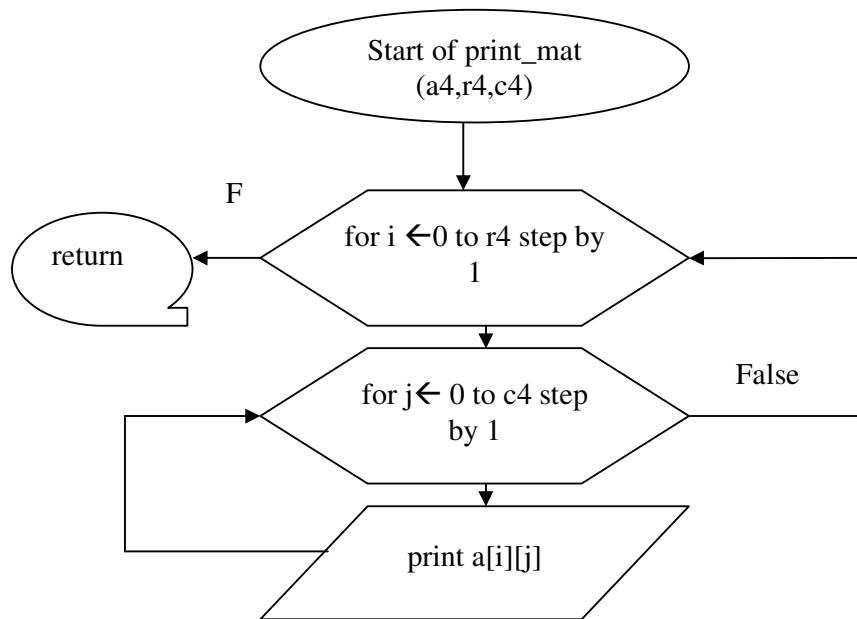 Start of print_mat
(a4,r4,c4)
F
for i ←0 to r4 step by
1
return
for j← 0 to c4 step
by 1
False
print a[i][j]